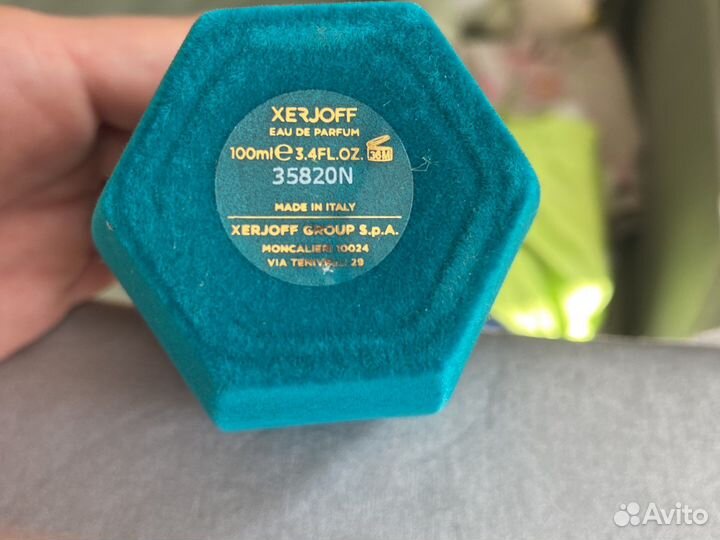 XERJOFF
EAU DE PARFUM
100ml e 3.4FL.OZ. 36M
35820N
MADE IN ITALY
XERJOFF GROUP S.p.A.
MONCALIERI 10024
VIA 29
Avito